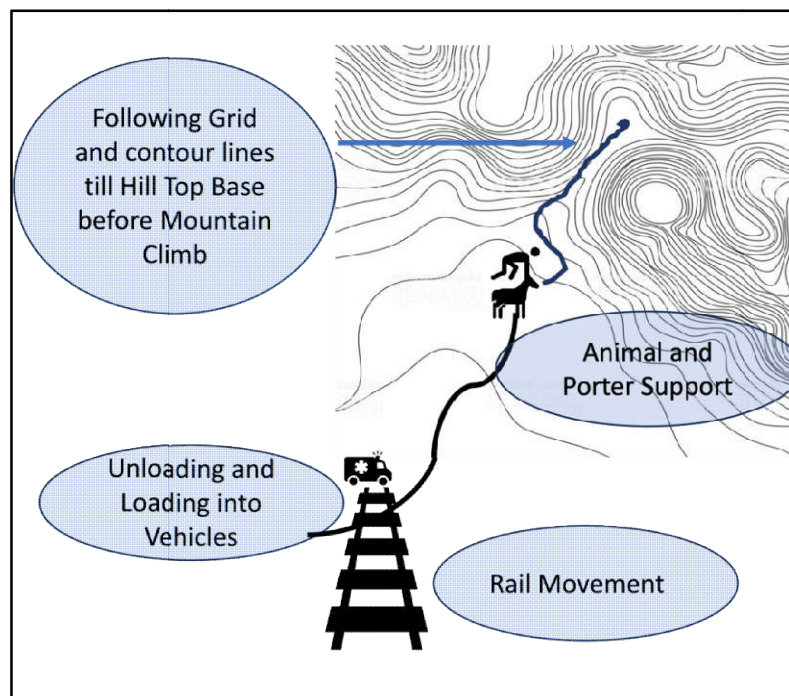 Following Grid
and contour lines
till Hill Top Base
before Mountain
Climb
Animal and
Porter Support
Unloading and
Loading into
Vehicles
Rail Movement